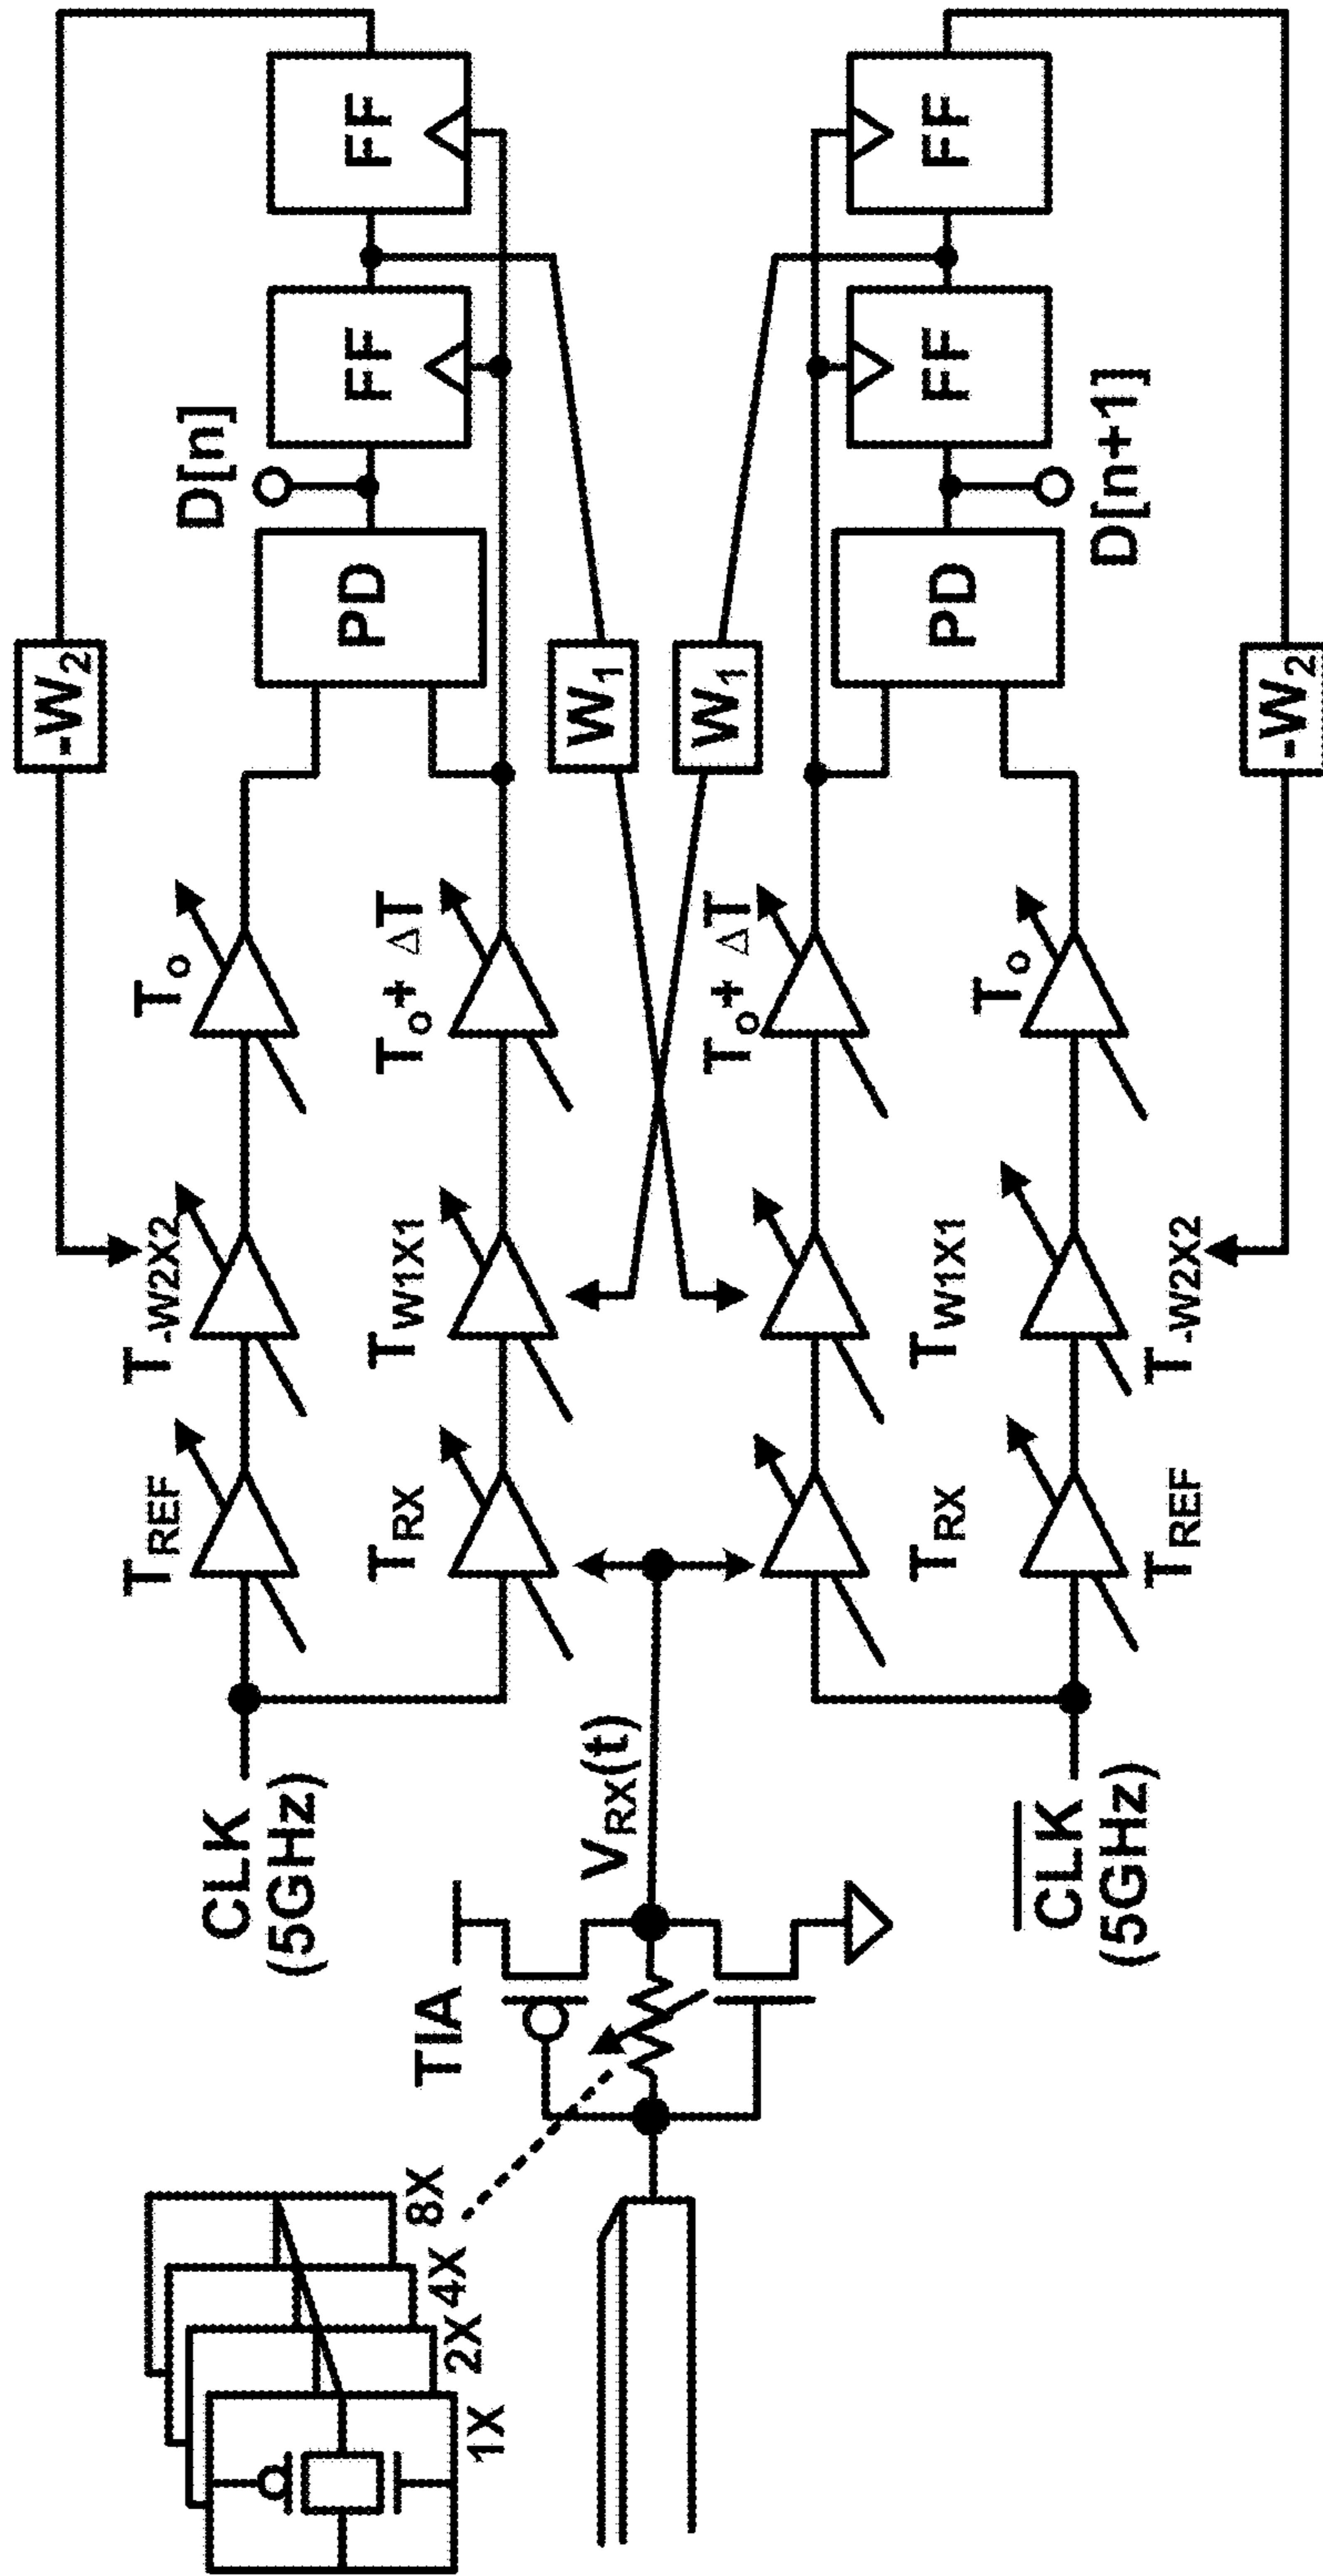 -W2
T-W2X2
TREF
To
D[n]
FF
FF
PD
CLK
(5GHz)
TRX
TW1X1
To+ ΔT
W1
TIA
VRX(t)
W1
8X
4X
2X
1X
To+ ΔT
TRX
TW1X1
To
PD
FF
FF
D[n+1]
C̅L̅K̅
(5GHz)
TREF
T-W2X2
-W2